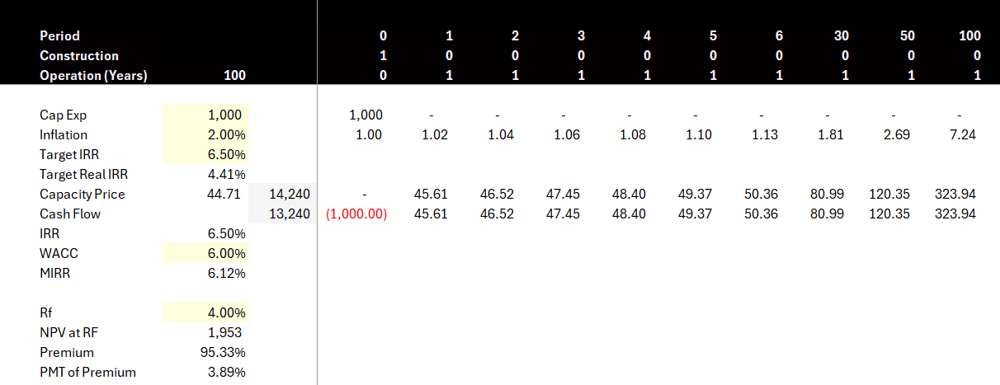 Period 0 1 2 3 4 5 6 30 50 100
Construction 1 0 0 0 0 0 0 0 0 0
Operation (Years) 100 0 1 1 1 1 1 1 1 1 1
Cap Exp 1,000 1,000 - - - - - - - - -
Inflation 2.00% 1.00 1.02 1.04 1.06 1.08 1.10 1.13 1.81 2.69 7.24
Target IRR 6.50%
Target Real IRR 4.41%
Capacity Price 44.71 14,240 - 45.61 46.52 47.45 48.40 49.37 50.36 80.99 120.35 323.94
Cash Flow 13,240 (1,000.00) 45.61 46.52 47.45 48.40 49.37 50.36 80.99 120.35 323.94
IRR 6.50%
WACC 6.00%
MIRR 6.12%
Rf 4.00%
NPV at RF 1,953
Premium 95.33%
PMT of Premium 3.89%